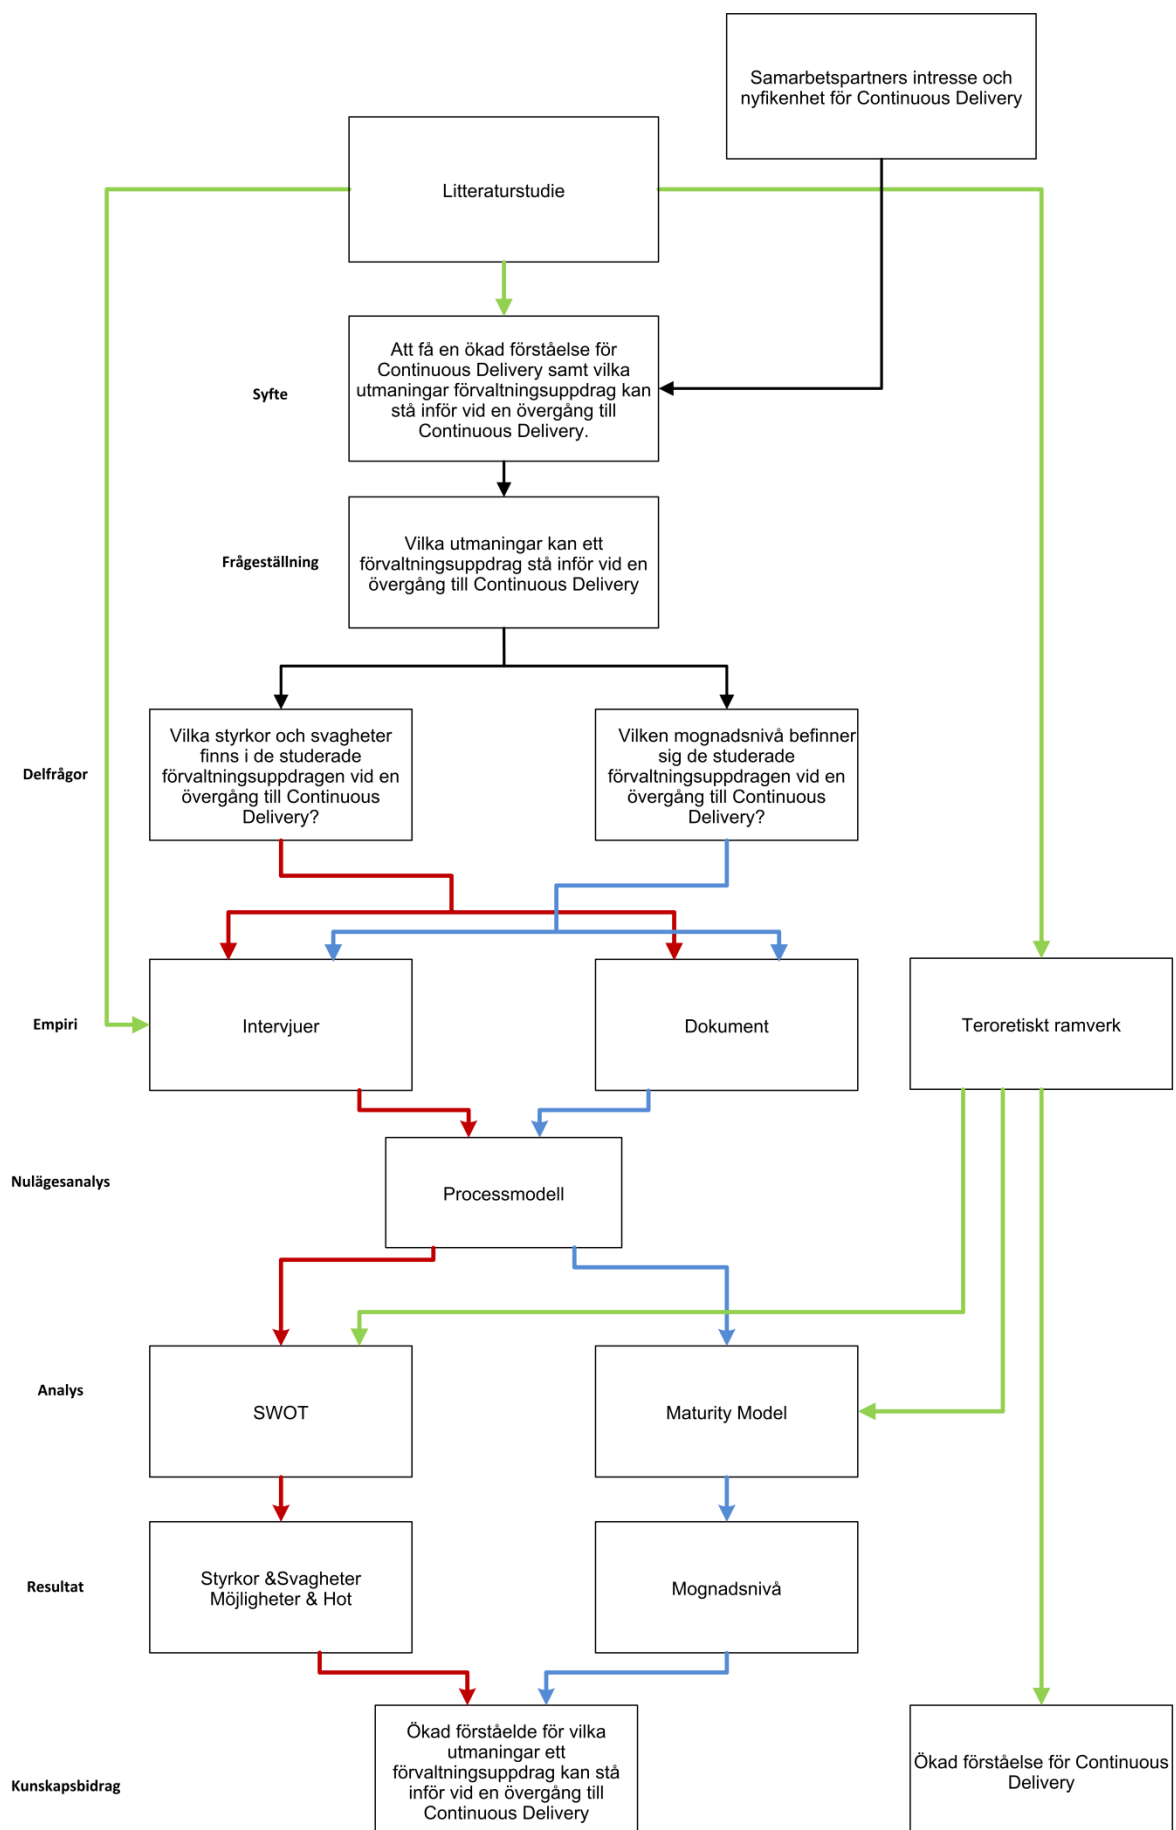 Samarbetspartners intresse och
nyfikenhet för Continuous Delivery
Litteraturstudie
Syfte
Att få en ökad förståelse för
Continuous Delivery samt vilka
utmaningar förvaltningsuppdrag kan
stå inför vid en övergång till
Continuous Delivery.
Frågeställning
Vilka utmaningar kan ett
förvaltningsuppdrag stå inför vid en
övergång till Continuous Delivery
Delfrågor
Vilka styrkor och svagheter
finns i de studerade
förvaltningsuppdragen vid en
övergång till Continuous
Delivery?
Vilken mognadsnivå befinner
sig de studerade
förvaltningsuppdragen vid en
övergång till Continuous
Delivery?
Empiri
Intervjuer
Dokument
Teroretiskt ramverk
Nulägesanalys
Processmodell
Analys
SWOT
Maturity Model
Resultat
Styrkor &Svagheter
Möjligheter & Hot
Mognadsnivå
Kunskapsbidrag
Ökad förståelde för vilka
utmaningar ett
förvaltningsuppdrag kan stå
inför vid en övergång till
Continuous Delivery
Ökad förståelse för Continuous
Delivery